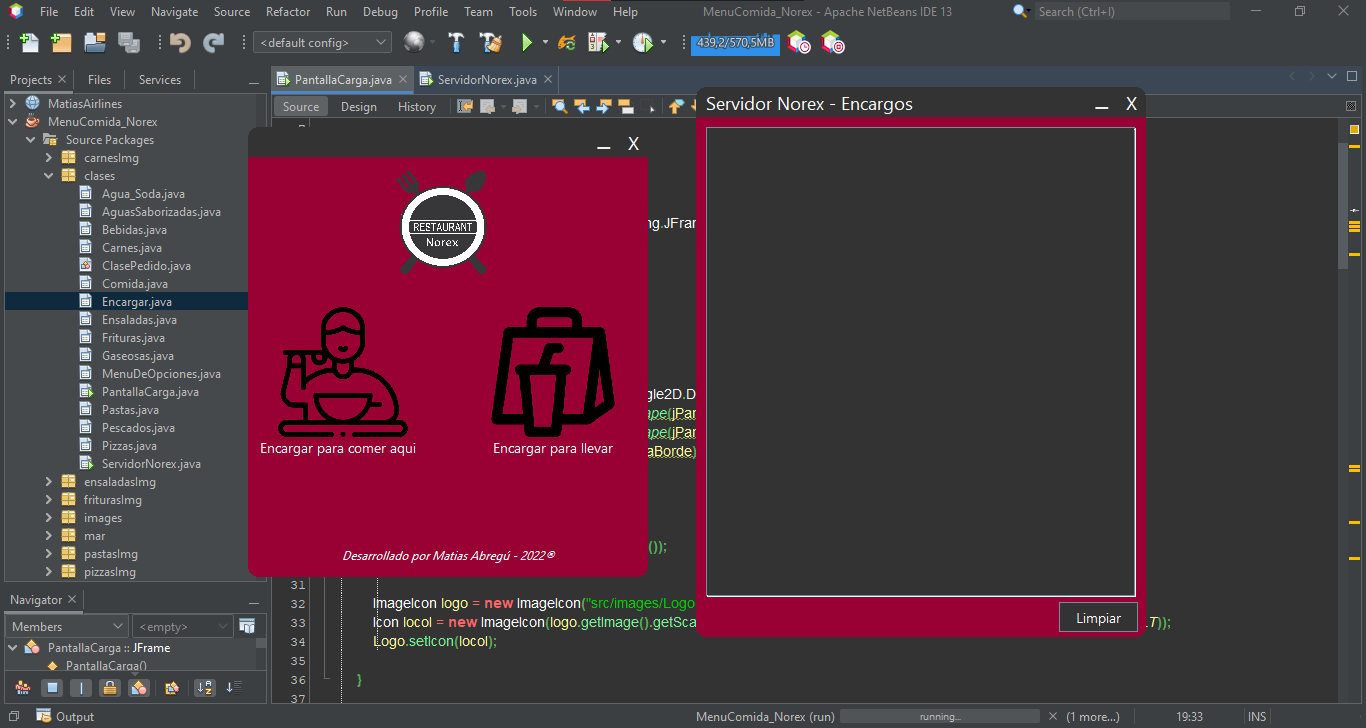 File Edit View Navigate Source Refactor Run Debug Profile Team Tools Window Help MenuComida_Norex - Apache NetBeans IDE 13 Search (Ctrl+I)
<default config> 439,2/570,5MB
Projects Files Services PantallaCarga.java ServidorNorex.java
Source Design History
MatiasAirlines
MenuComida_Norex
Source Packages
carnesImg
clases
Agua_Soda.java
AguasSaborizadas.java
Bebidas.java
Carnes.java
ClasePedido.java
Comida.java
Encargar.java
Ensaladas.java
Frituras.java
Gaseosas.java
MenuDeOpciones.java
PantallaCarga.java
Pastas.java
Pescados.java
Pizzas.java
ServidorNorex.java
ensaladasImg
friturasImg
images
mar
pastasImg
pizzasImg
Navigator
Members <empty>
PantallaCarga :: JFrame
PantallaCarga()
X
RESTAURANT
Norex
Encargar para comer aqui
Encargar para llevar
Desarrollado por Matias Abregú - 2022®
Servidor Norex - Encargos X
Limpiar
ng.JFrar
gle2D.D
ape(jPar
ape(jPar
aBorde)
());
31
32 ImageIcon logo = new ImageIcon("src/images/Logo
33 Icon locol = new ImageIcon(logo.getImage().getSca LT));
34 Logo.setIcon(locol);
35
36 }
37
Output MenuComida_Norex (run) running... (1 more...) 19:33 INS